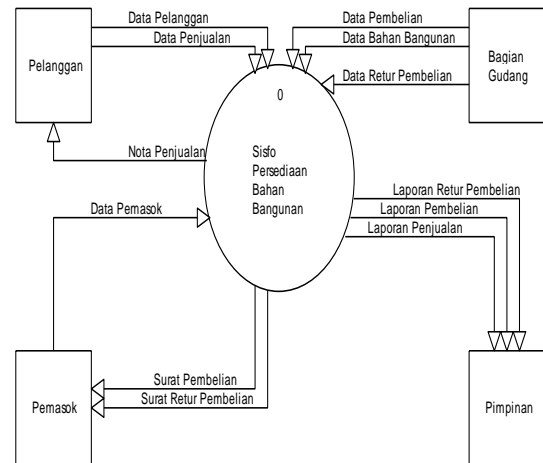 Data Pelanggan
Data Penjualan
Pelanggan
Nota Penjualan
Data Pembelian
Data Bahan Bangunan
Data Retur Pembelian
Bagian
Gudang
0
Sisfo
Persediaan
Bahan
Bangunan
Data Pemasok
Laporan Retur Pembelian
Laporan Pembelian
Laporan Penjualan
Surat Pembelian
Surat Retur Pembelian
Pemasok
Pimpinan